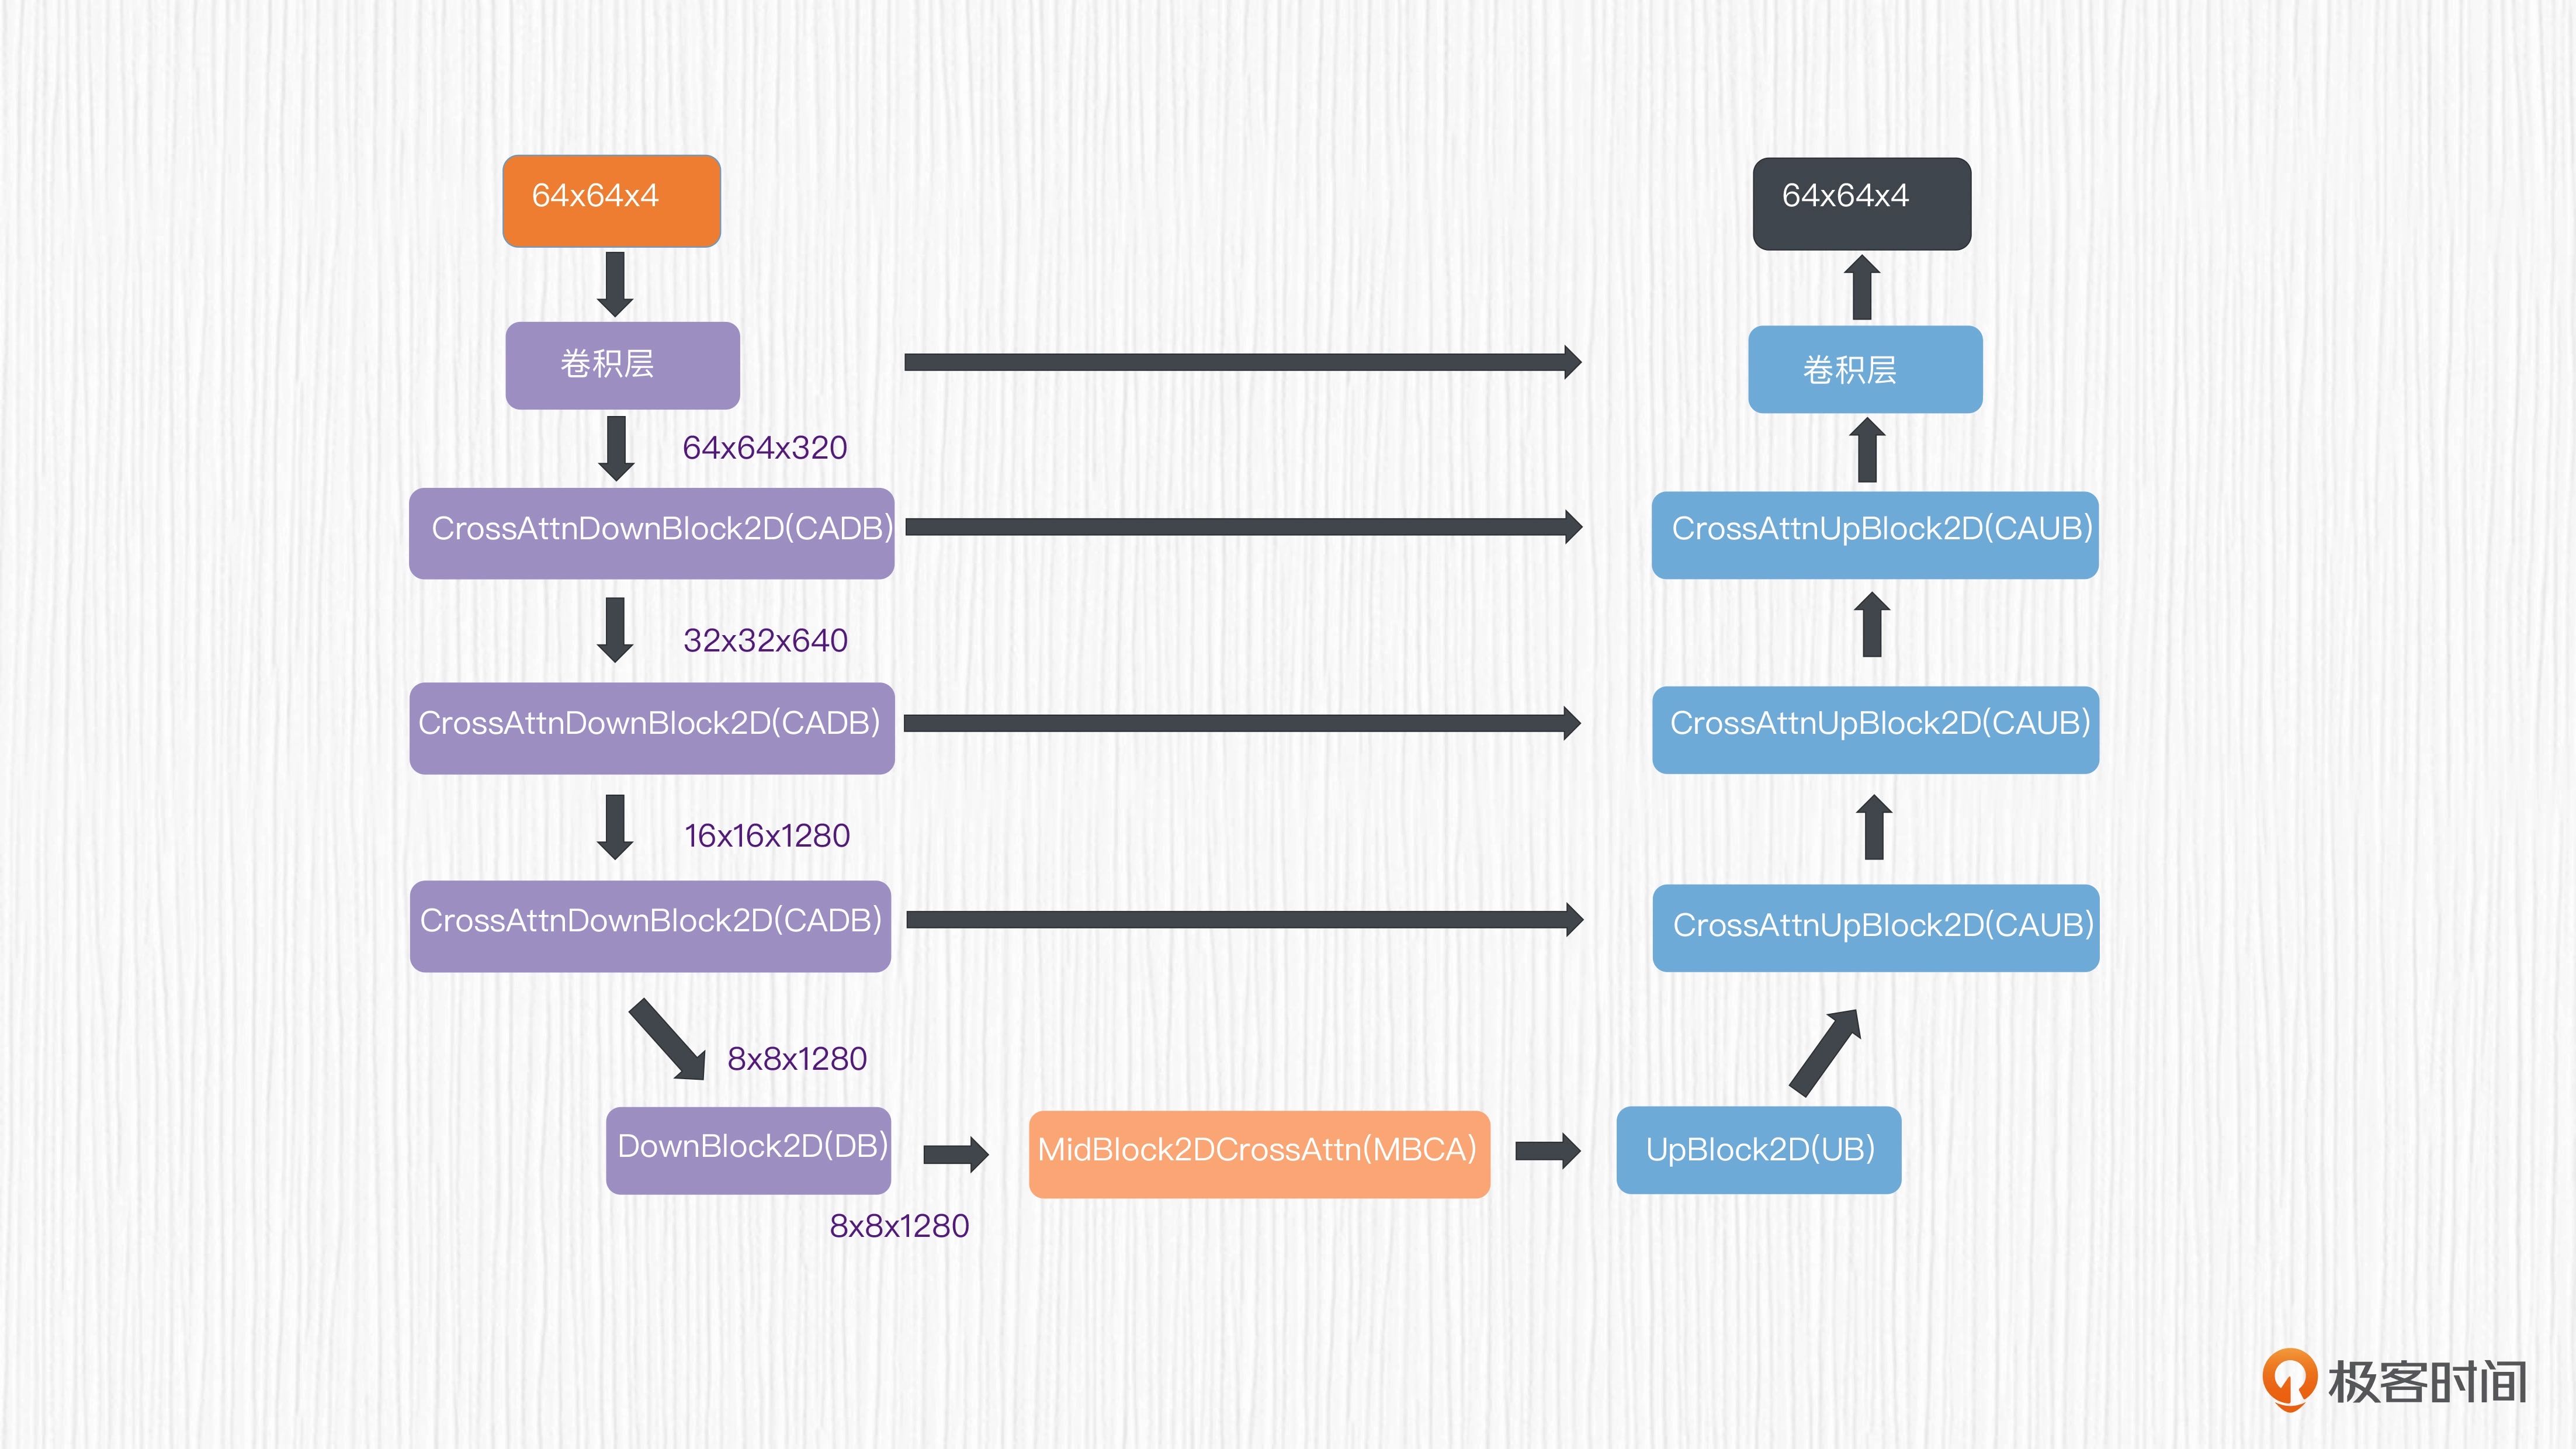 64x64x4
64x64x4
卷积层
卷积层
64x64x320
CrossAttnDownBlock2D(CADB)
CrossAttnUpBlock2D(CAUB)
32x32x640
CrossAttnDownBlock2D(CADB)
CrossAttnUpBlock2D(CAUB)
16x16x1280
CrossAttnDownBlock2D(CADB)
CrossAttnUpBlock2D(CAUB)
8x8x1280
DownBlock2D(DB)
MidBlock2DCrossAttn(MBCA)
UpBlock2D(UB)
8x8x1280
极客时间